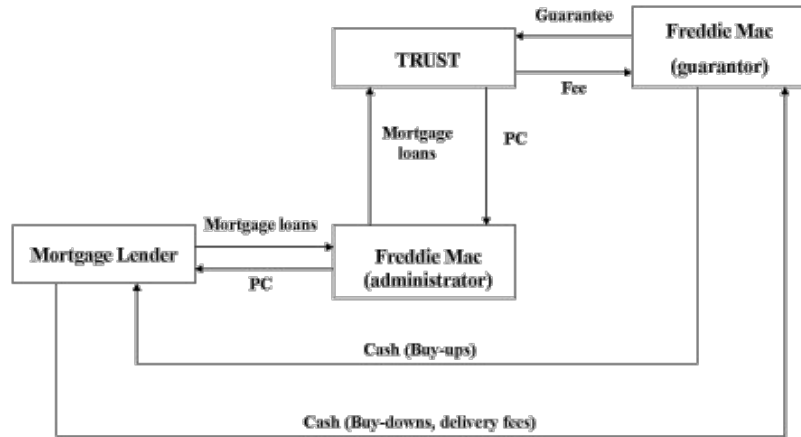 Guarantee
Freddie Mac
(guarantor)
TRUST
Fee
Mortgage
loans
PC
Mortgage loans
Mortgage Lender
Freddie Mac
(administrator)
PC
Cash (Buy-ups)
Cash (Buy-downs, delivery fees)